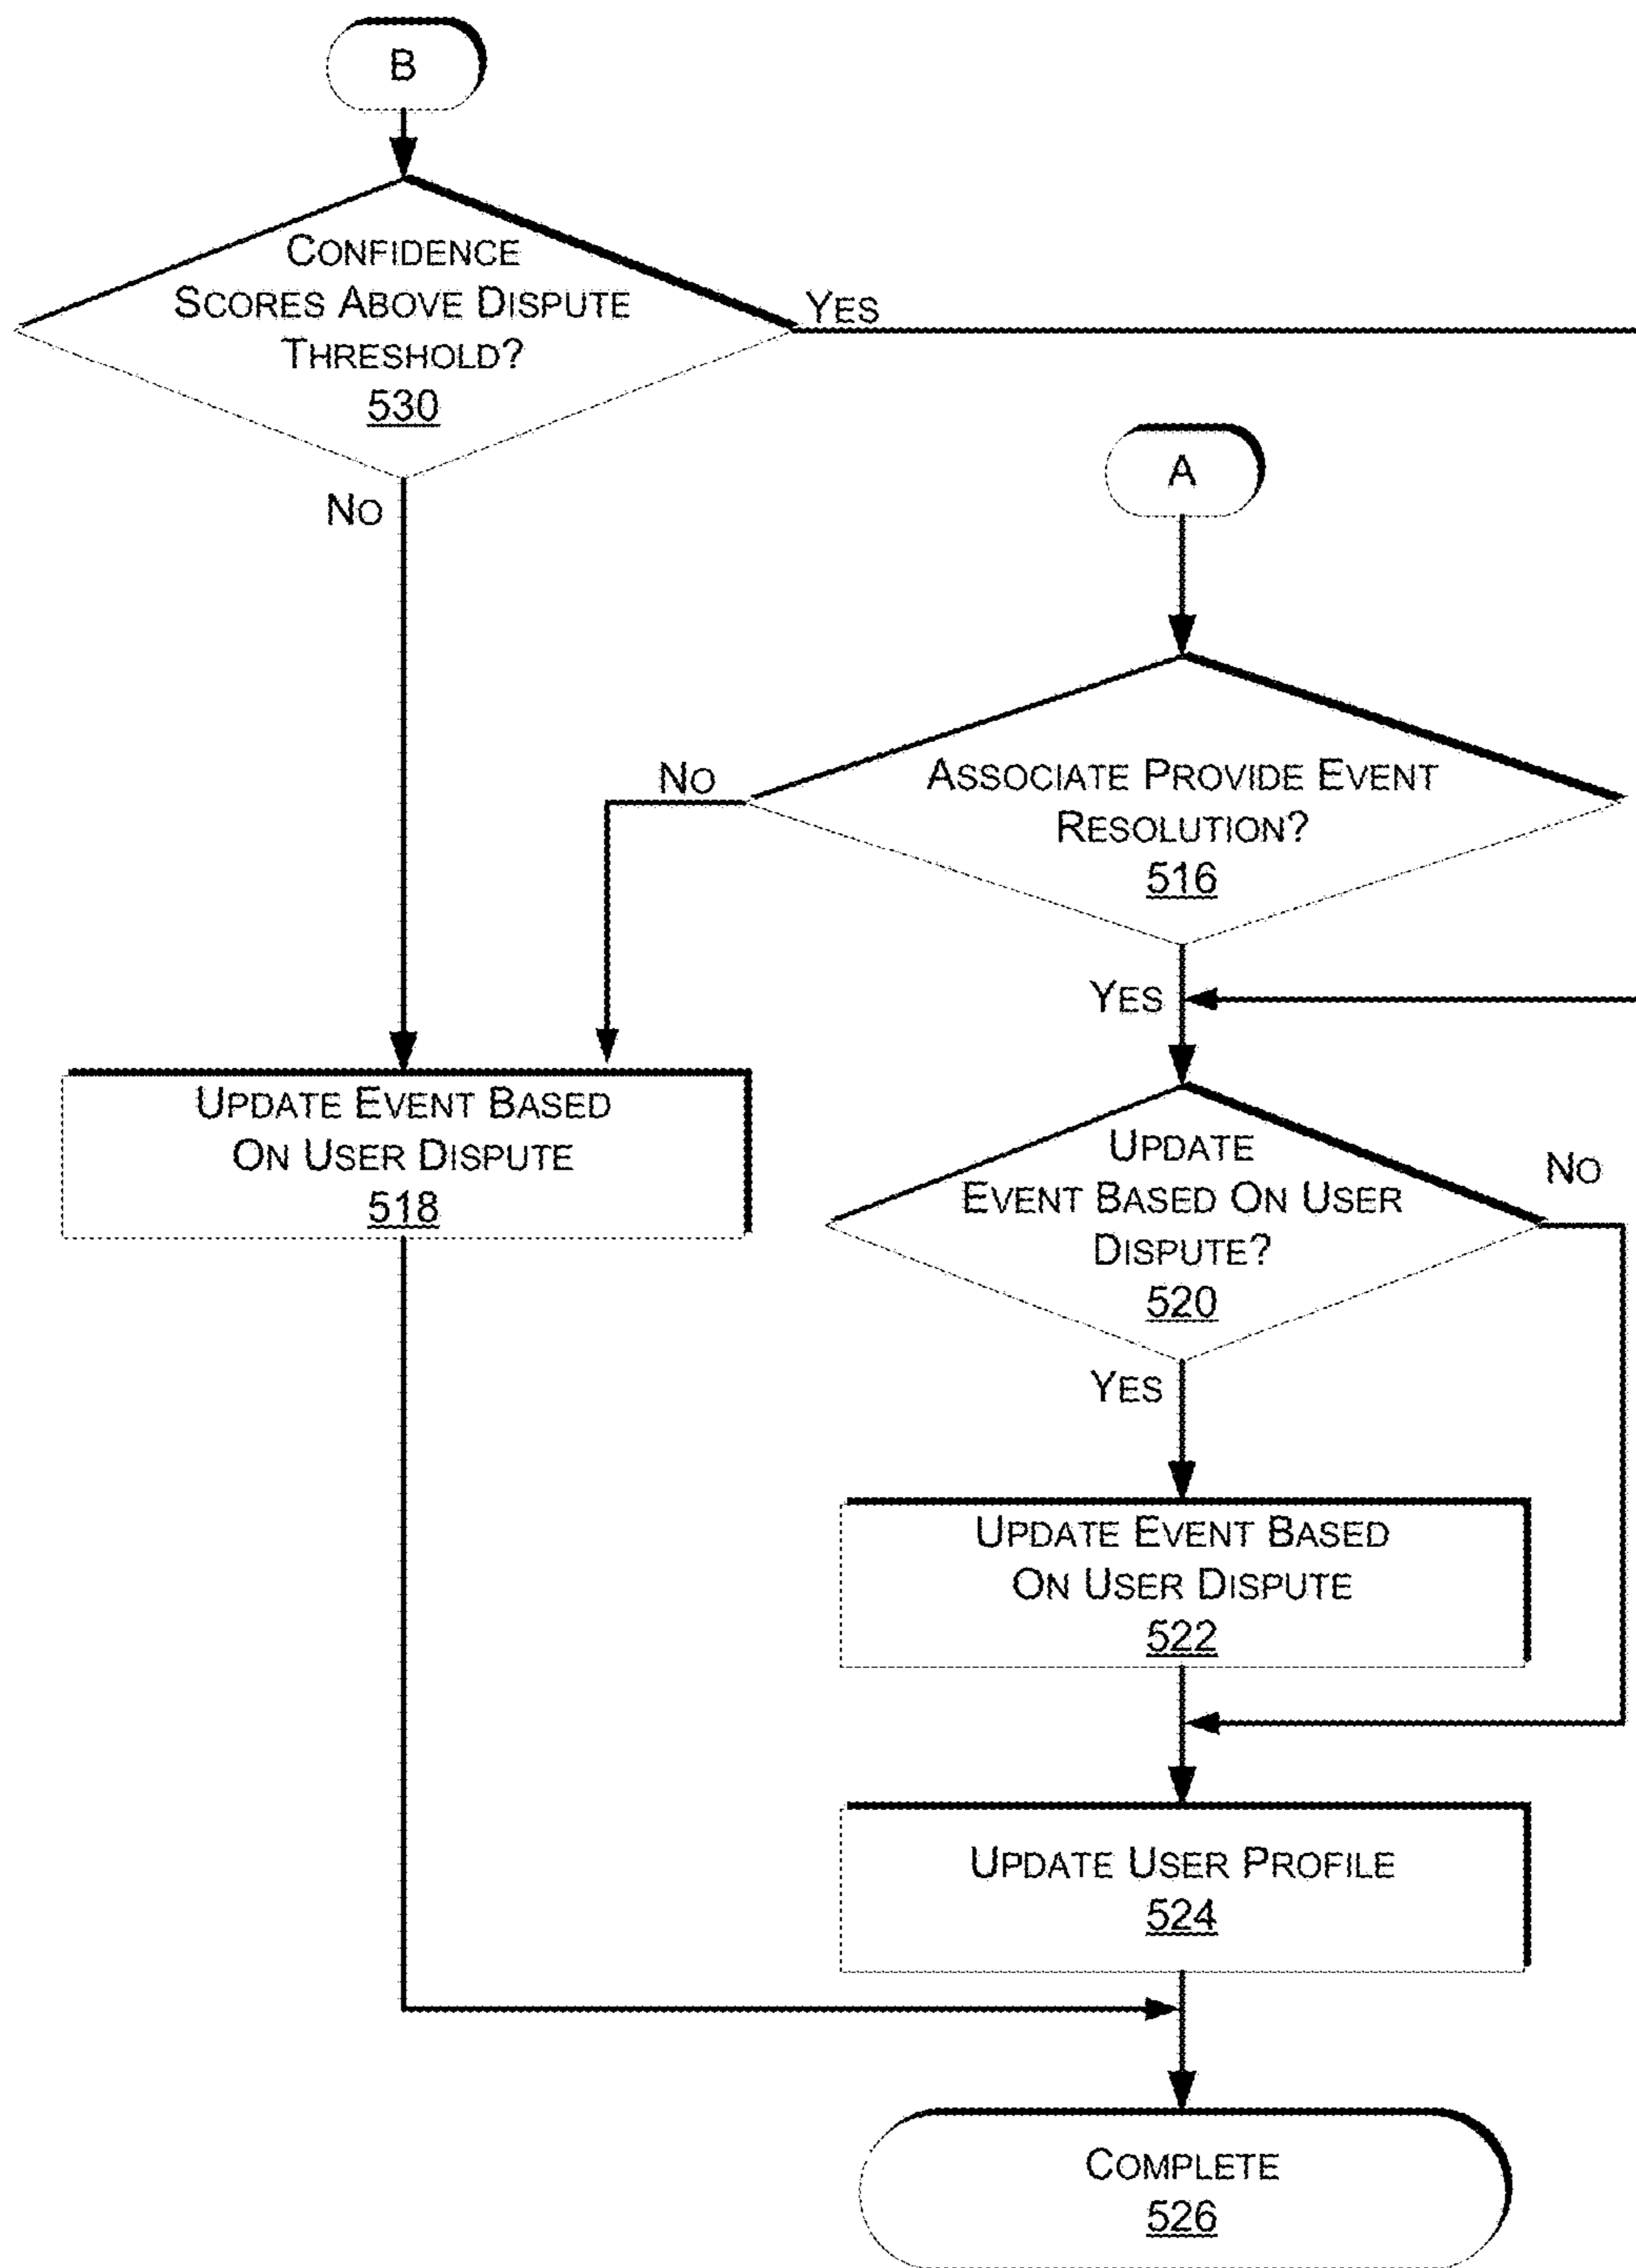 B
CONFIDENCE
SCORES ABOVE DISPUTE
THRESHOLD?
530
YES
NO
A
ASSOCIATE PROVIDE EVENT
RESOLUTION?
516
NO
YES
UPDATE EVENT BASED
ON USER DISPUTE
518
UPDATE
EVENT BASED ON USER
DISPUTE?
520
NO
YES
UPDATE EVENT BASED
ON USER DISPUTE
522
UPDATE USER PROFILE
524
COMPLETE
526